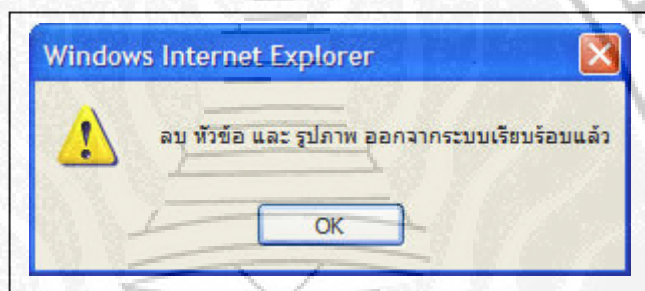 Windows Internet Explorer
ลบ หัวข้อ และ รูปภาพ ออกจากระบบเรียบร้อบแล้ว
OK